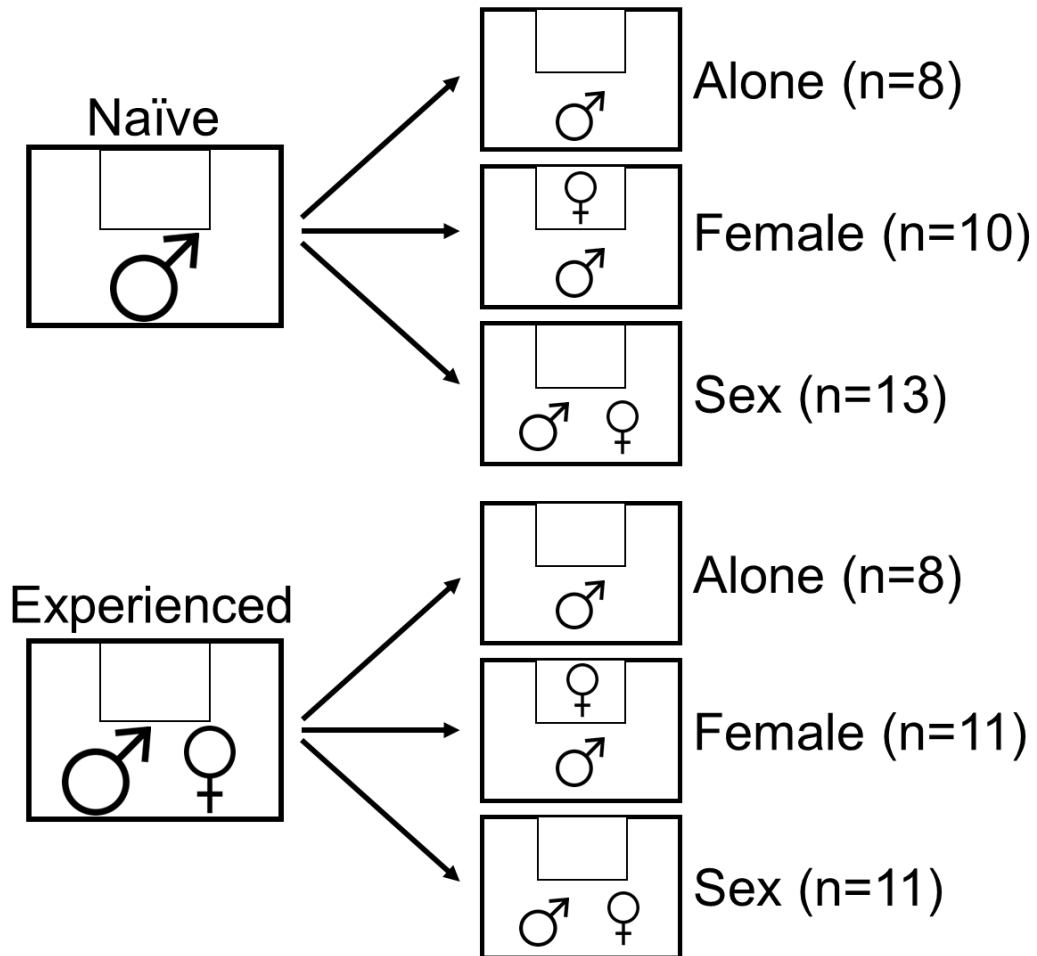 Naïve
Alone (n=8)
Female (n=10)
Sex (n=13)
Experienced
Alone (n=8)
Female (n=11)
Sex (n=11)